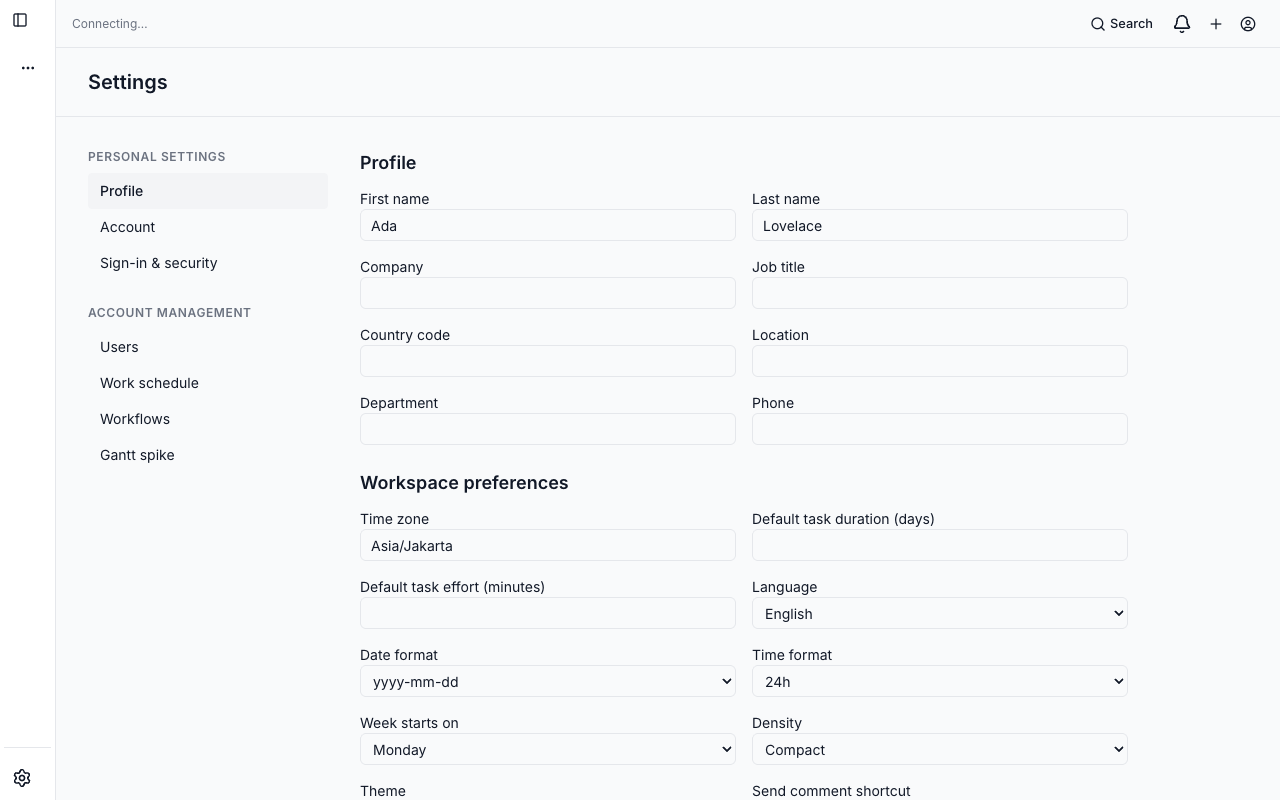 Connecting...
Search
Settings
PERSONAL SETTINGS
Profile
Account
Sign-in & security
ACCOUNT MANAGEMENT
Users
Work schedule
Workflows
Gantt spike
Profile
First name
Ada
Last name
Lovelace
Company
Job title
Country code
Location
Department
Phone
Workspace preferences
Time zone
Asia/Jakarta
Default task duration (days)
Default task effort (minutes)
Language
English
Date format
yyyy-mm-dd
Time format
24h
Week starts on
Monday
Density
Compact
Theme
Send comment shortcut